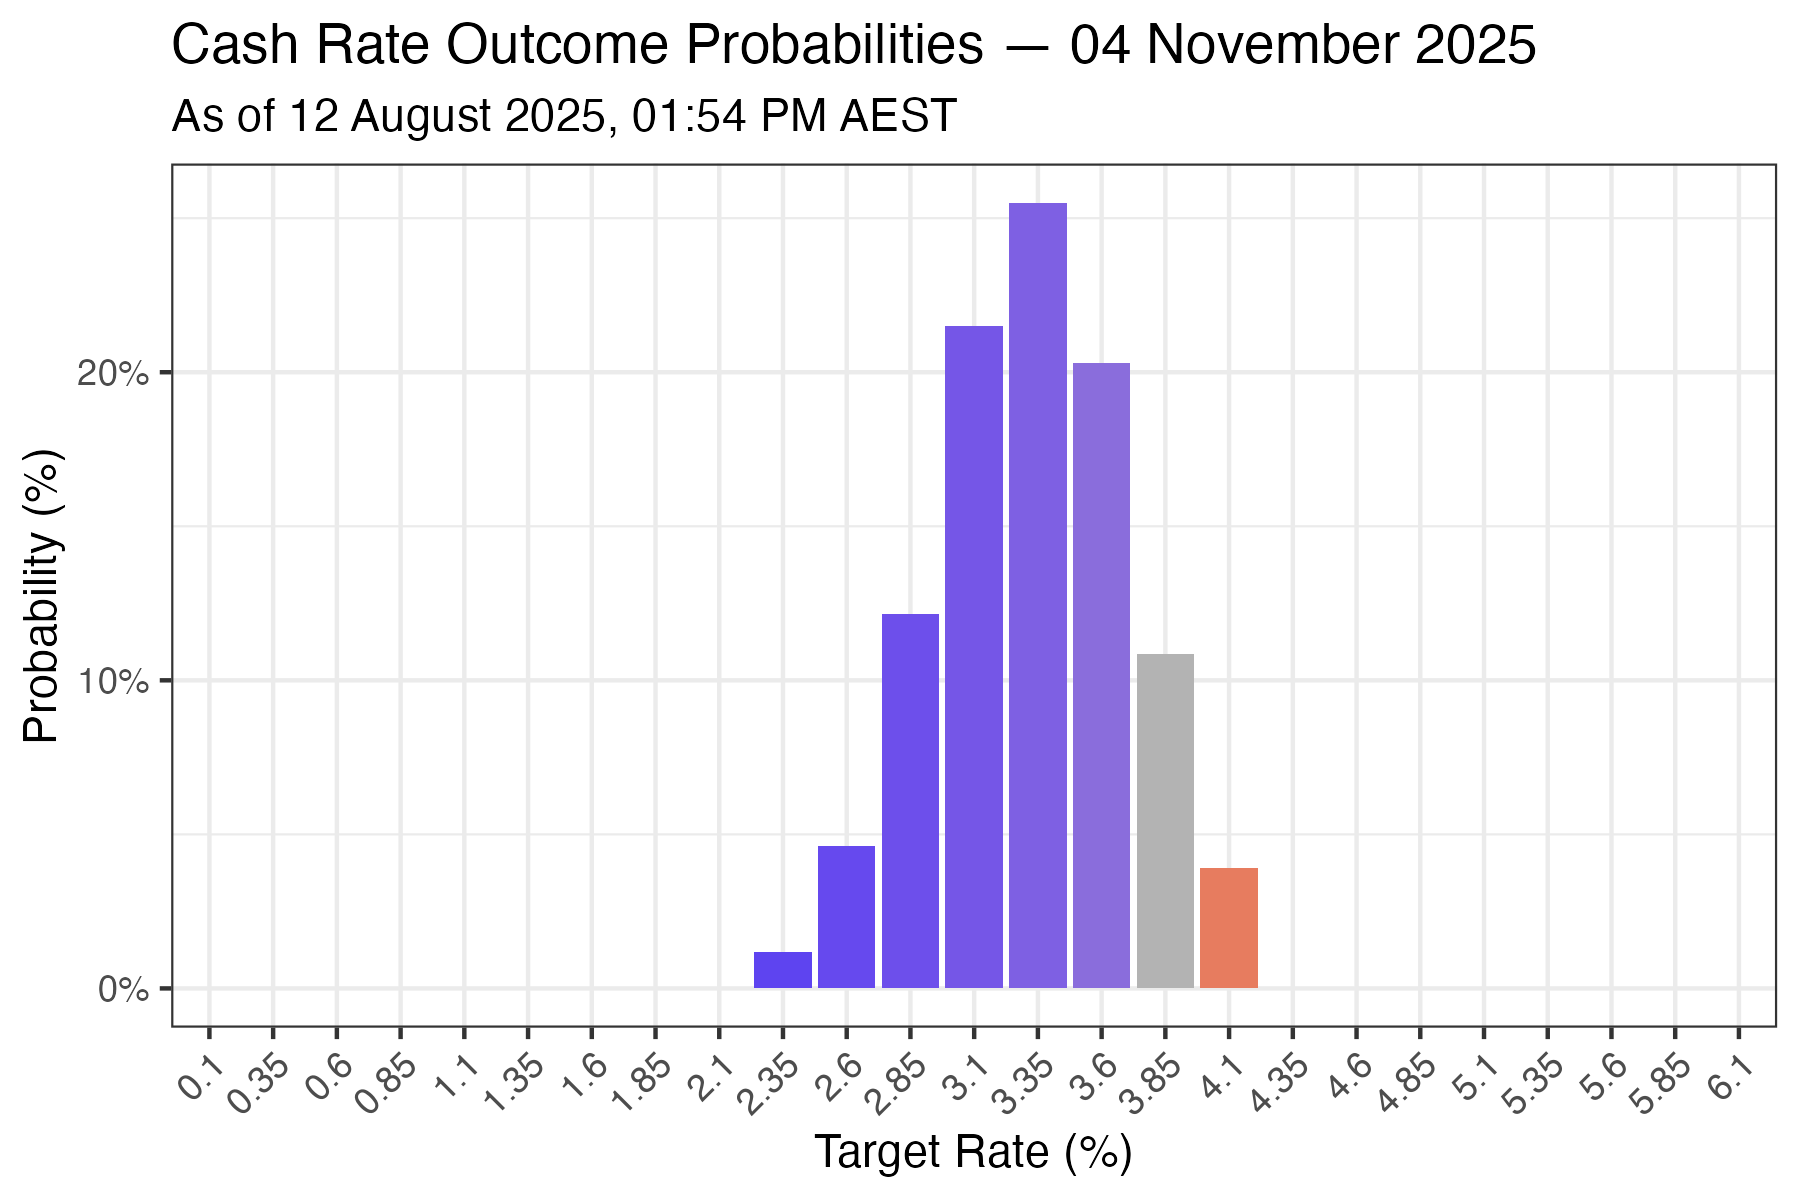 Cash Rate Outcome Probabilities — 04 November 2025
As of 12 August 2025, 01:54 PM AEST
Probability (%)
20%
10%
0%
0.1 0.35 0.6 0.85 1.1 1.35 1.6 1.85 2.1 2.35 2.6 2.85 3.1 3.35 3.6 3.85 4.1 4.35 4.6 4.85 5.1 5.35 5.6 5.85 6.1
Target Rate (%)